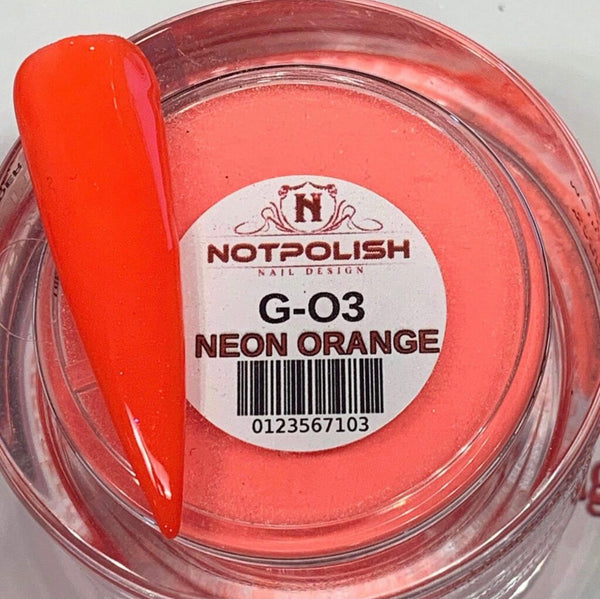 N
NOTPOLISH
NAIL DESIGN
G-O3
NEON ORANGE
0123567103